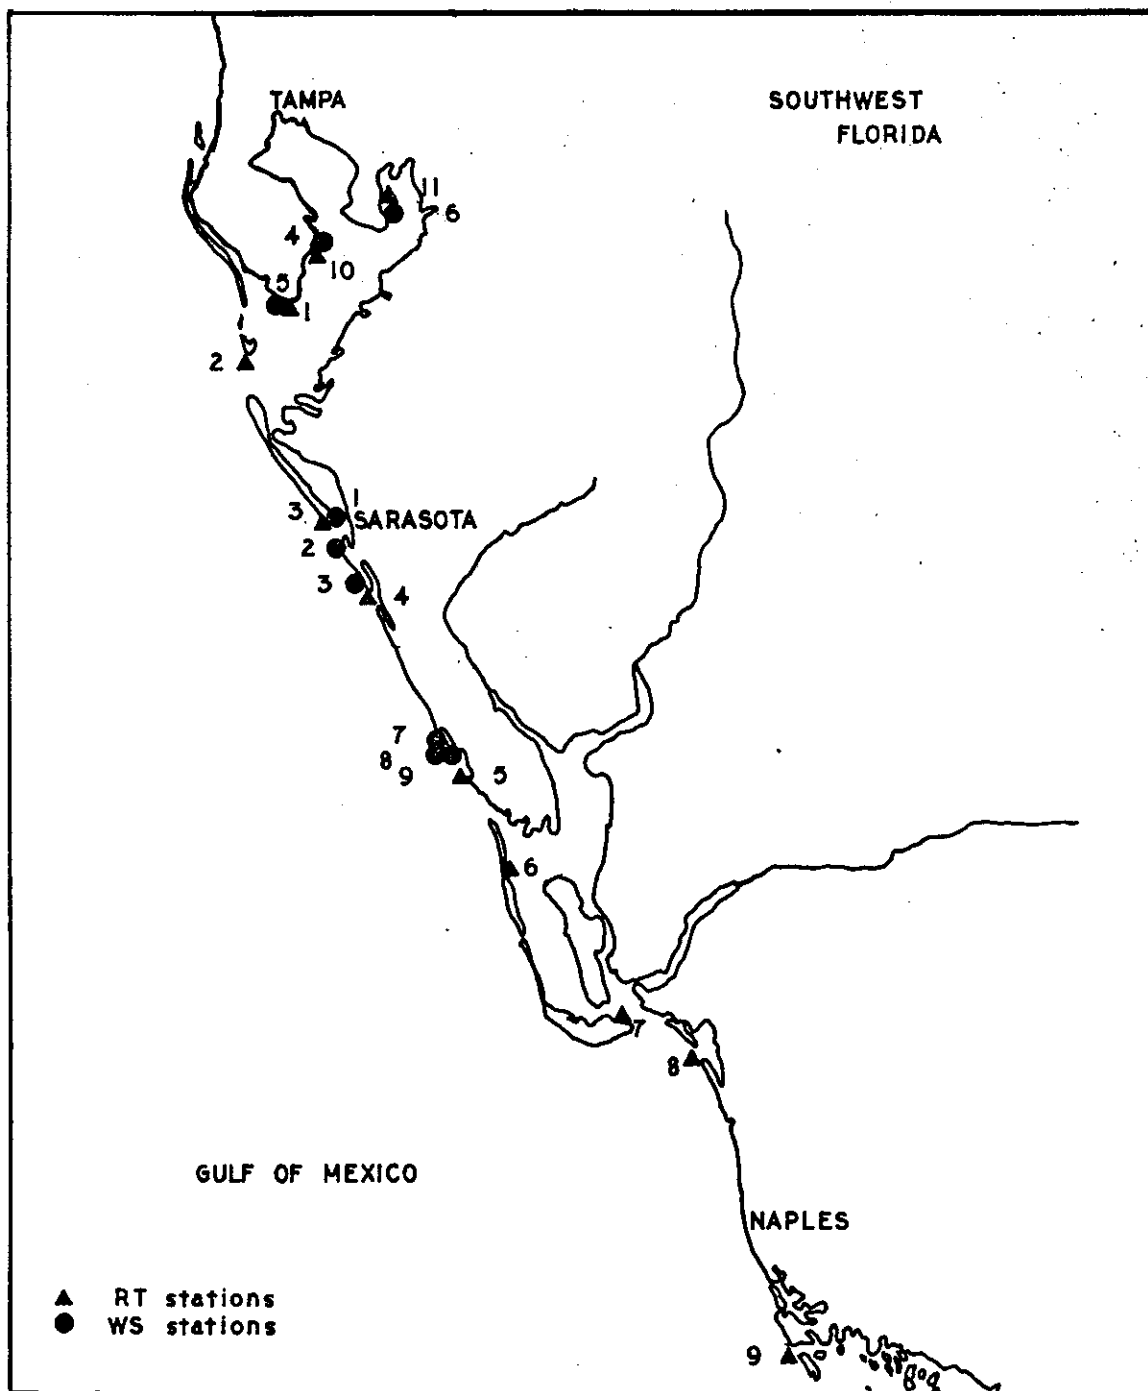 TAMPA
SOUTHWEST
FLORIDA
11
6
4
10
5
1
2
1
3
SARASOTA
2
3
4
7
8
9
5
6
7
8
GULF OF MEXICO
NAPLES
RT stations
WS stations
9